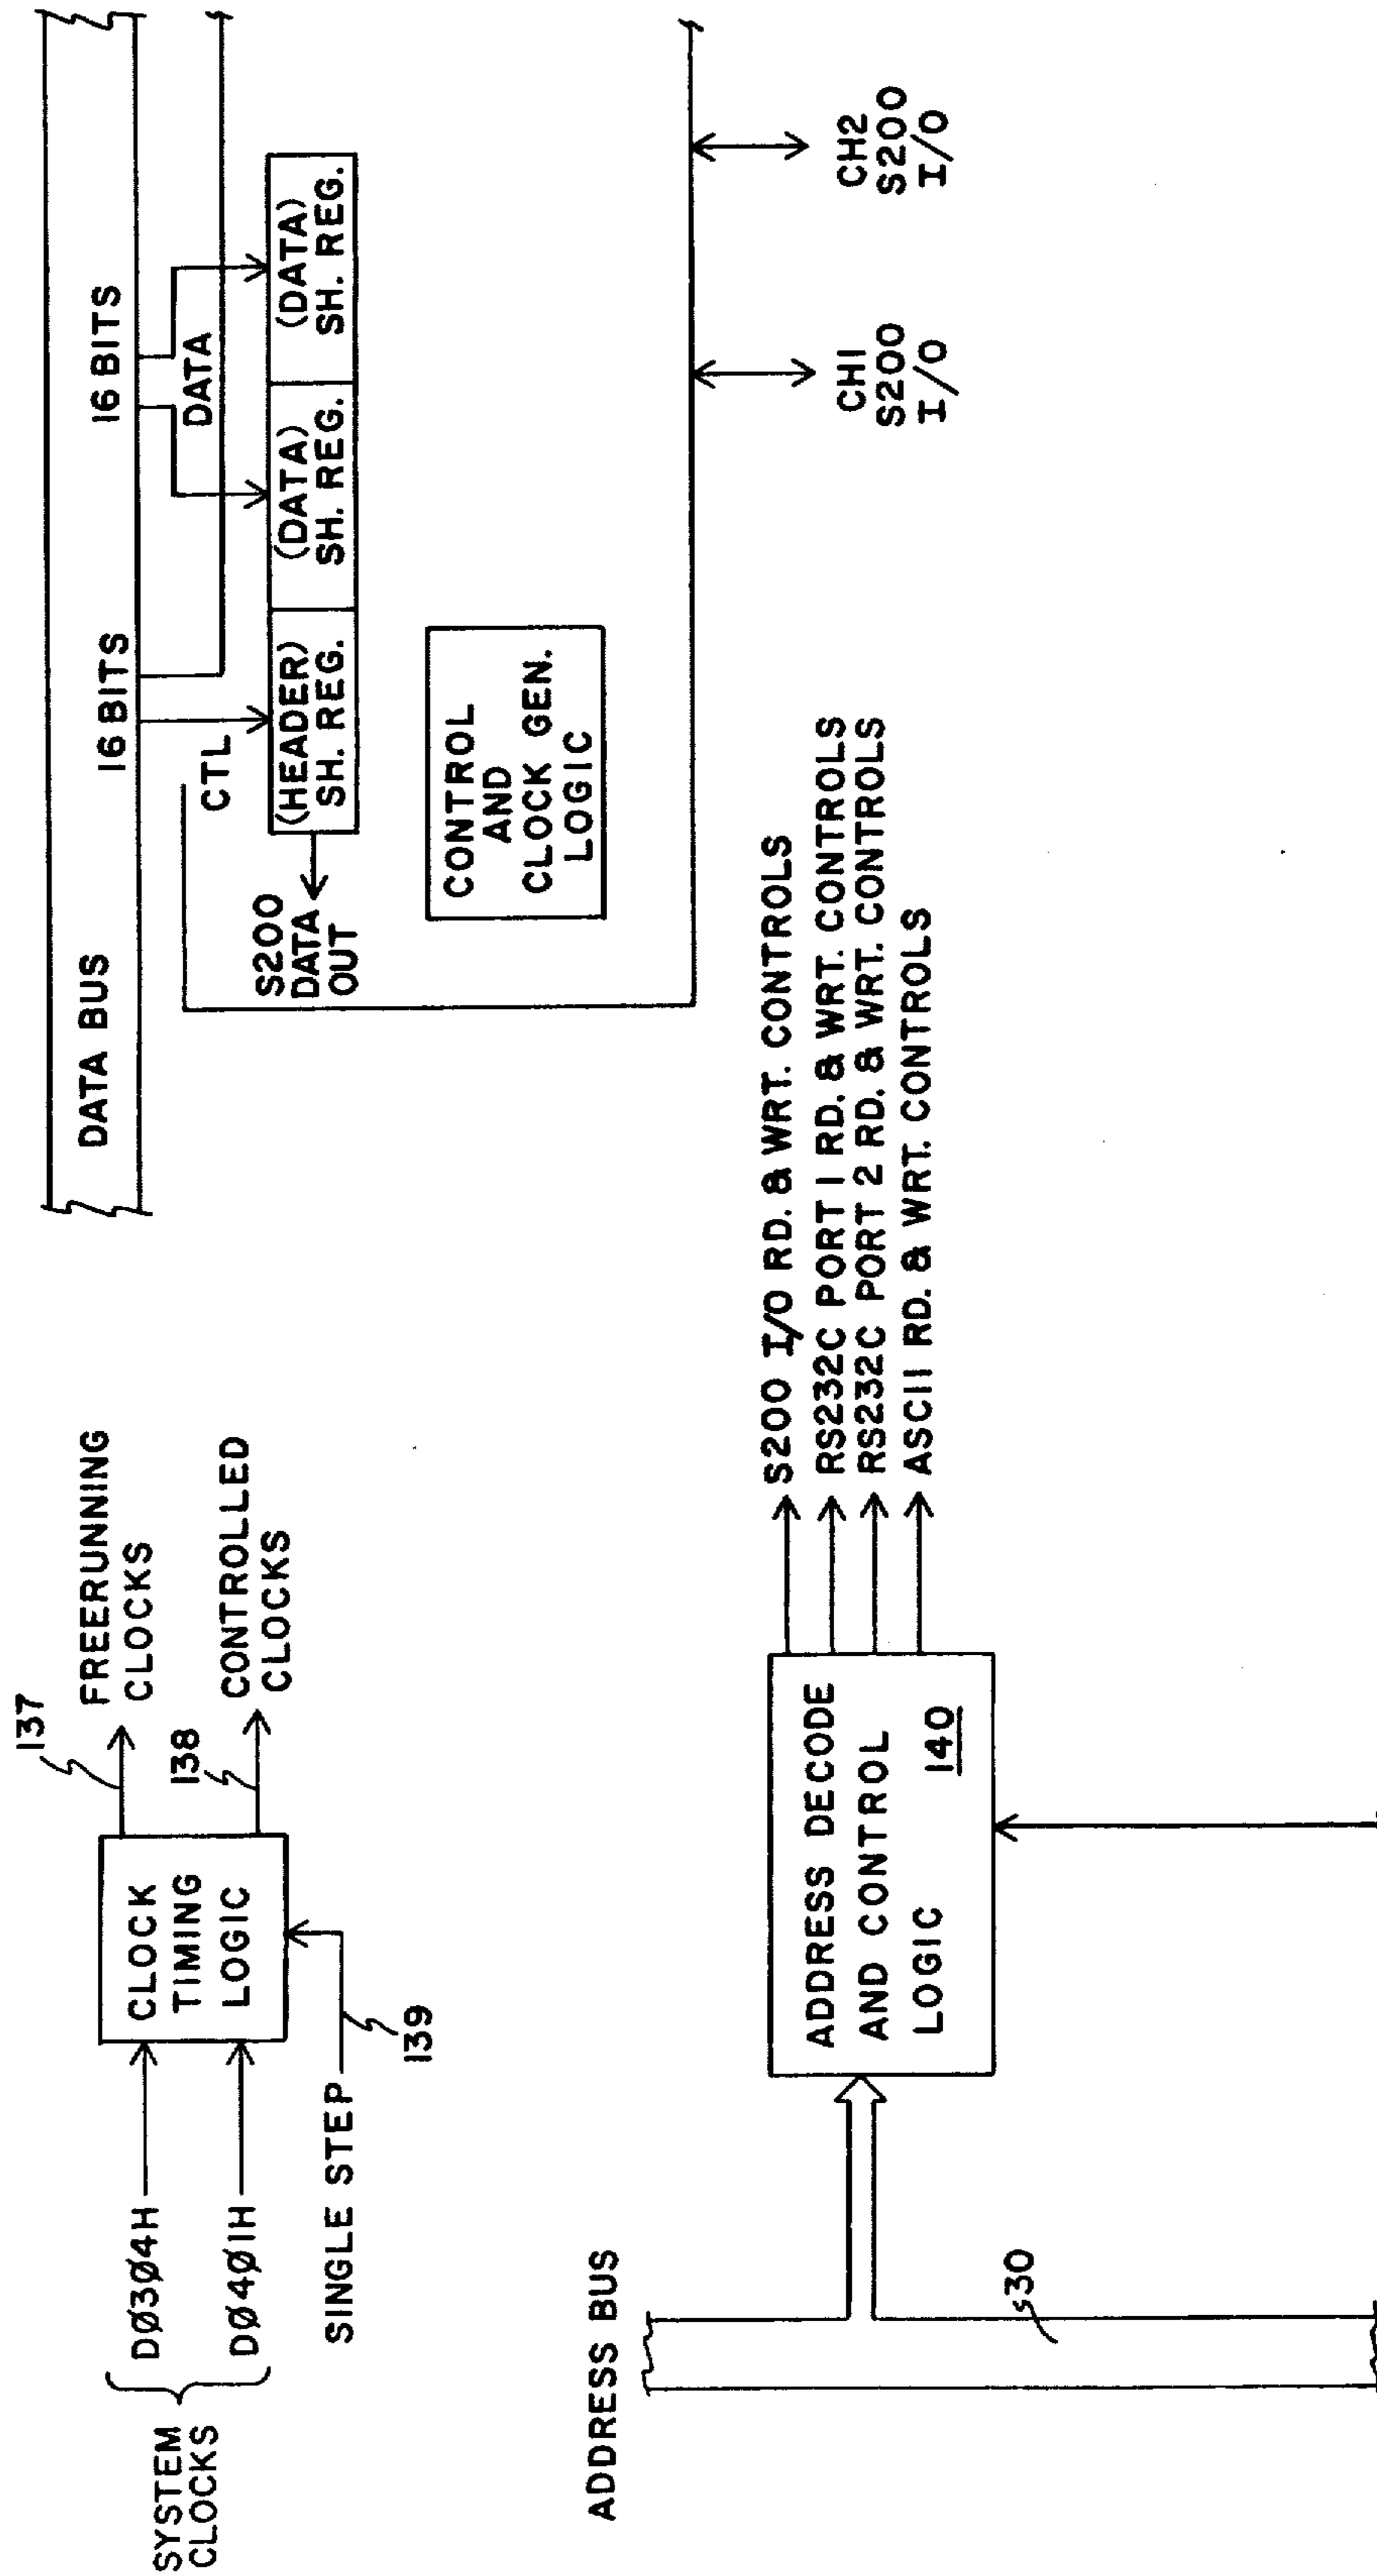 SYSTEM
CLOCKS
DØ3Ø4H
DØ4Ø1H
SINGLE STEP
139
CLOCK
TIMING
LOGIC
137
138
FREERUNNING
CLOCKS
CONTROLLED
CLOCKS
DATA BUS
16 BITS
16 BITS
CTL
DATA
S200
DATA
OUT
(HEADER)
SH. REG.
(DATA)
SH. REG.
(DATA)
SH. REG.
CONTROL
AND
CLOCK GEN.
LOGIC
CH1
S200
I/O
CH2
S200
I/O
ADDRESS BUS
530
ADDRESS DECODE
AND CONTROL
LOGIC 140
S200 I/O RD. & WRT. CONTROLS
RS232C PORT 1 RD. & WRT. CONTROLS
RS232C PORT 2 RD. & WRT. CONTROLS
ASCII RD. & WRT. CONTROLS